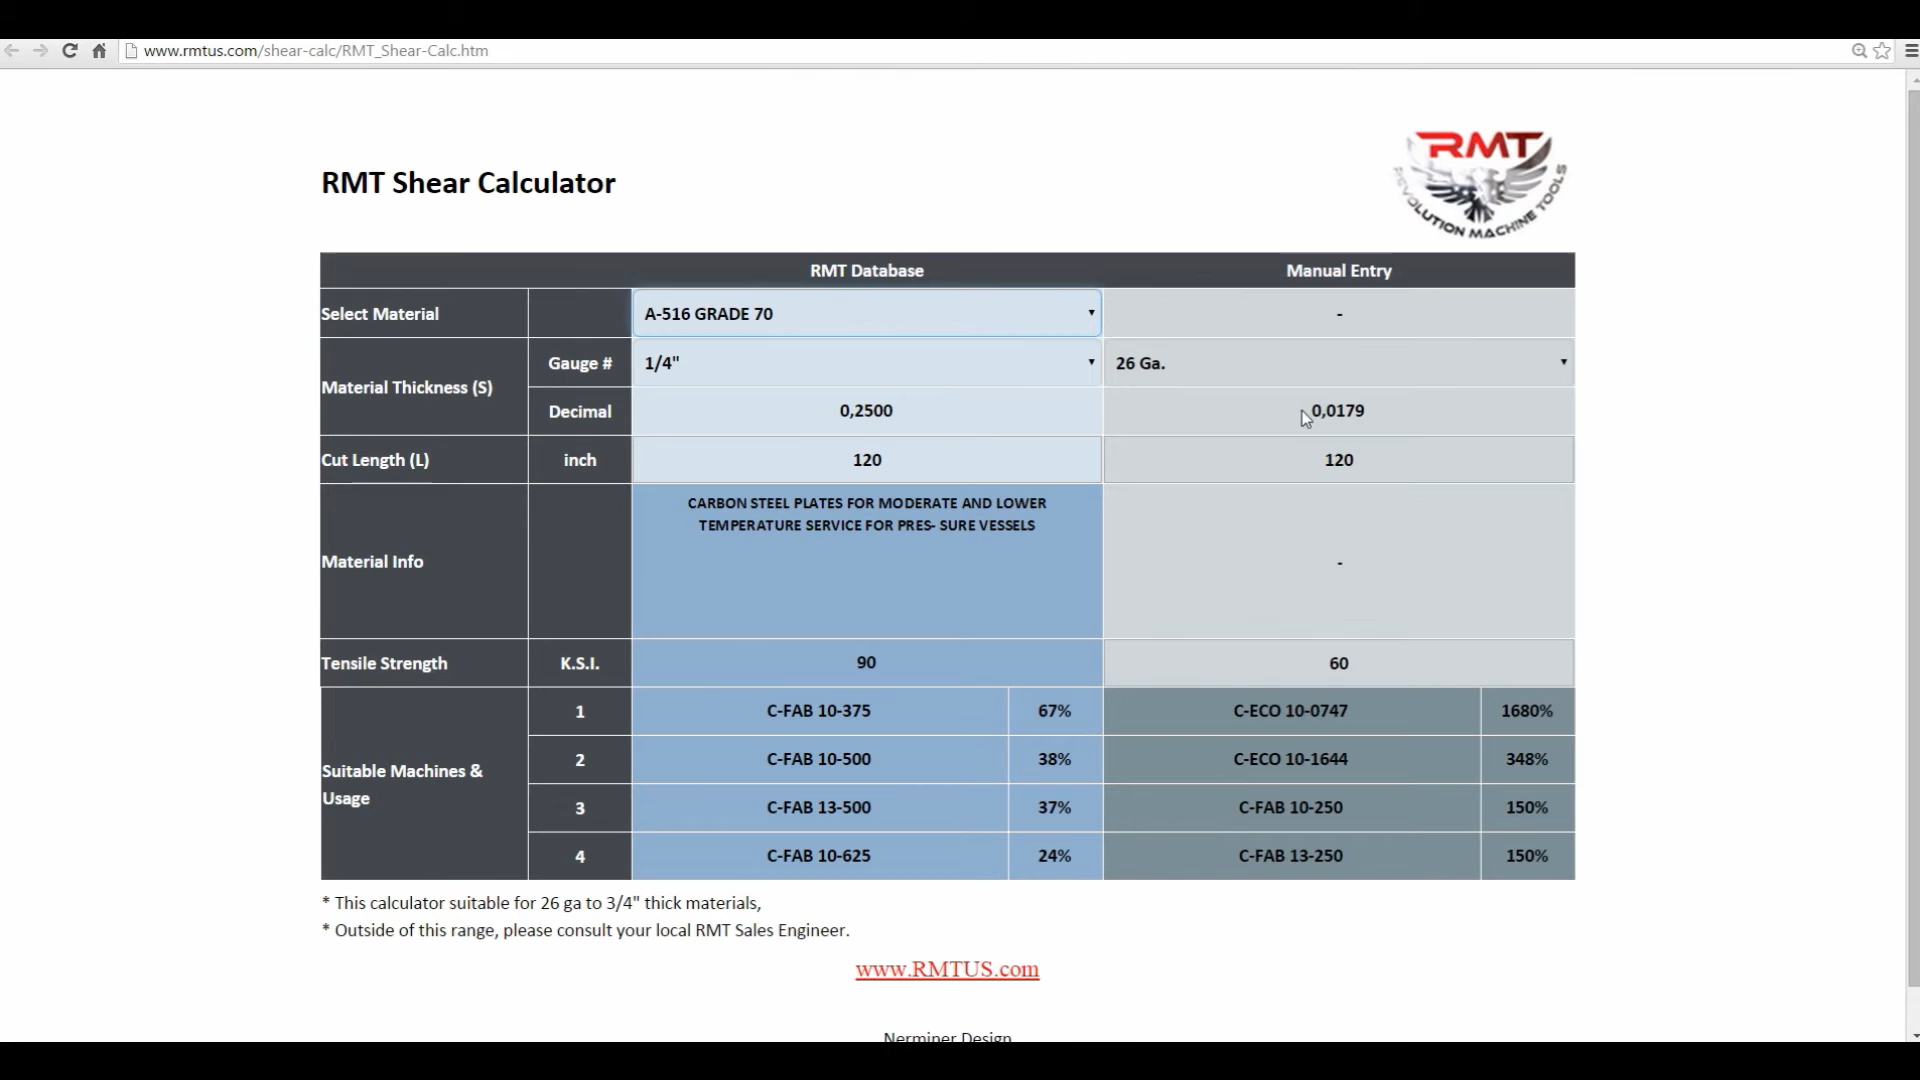 www.rmtus.com/shear-calc/RMT_Shear-Calc.htm
RMT
REVOLUTION MACHINE TOOLS
RMT Shear Calculator
RMT Database Manual Entry
Select Material A-516 GRADE 70 -
Material Thickness (S) Gauge # 1/4" 26 Ga.
Decimal 0,2500 0,0179
Cut Length (L) inch 120 120
Material Info CARBON STEEL PLATES FOR MODERATE AND LOWER
TEMPERATURE SERVICE FOR PRES- SURE VESSELS -
Tensile Strength K.S.I. 90 60
Suitable Machines &
Usage
1 C-FAB 10-375 67% C-ECO 10-0747 1680%
2 C-FAB 10-500 38% C-ECO 10-1644 348%
3 C-FAB 13-500 37% C-FAB 10-250 150%
4 C-FAB 10-625 24% C-FAB 13-250 150%
* This calculator suitable for 26 ga to 3/4" thick materials,
* Outside of this range, please consult your local RMT Sales Engineer.
www.RMTUS.com
Nerminer Design